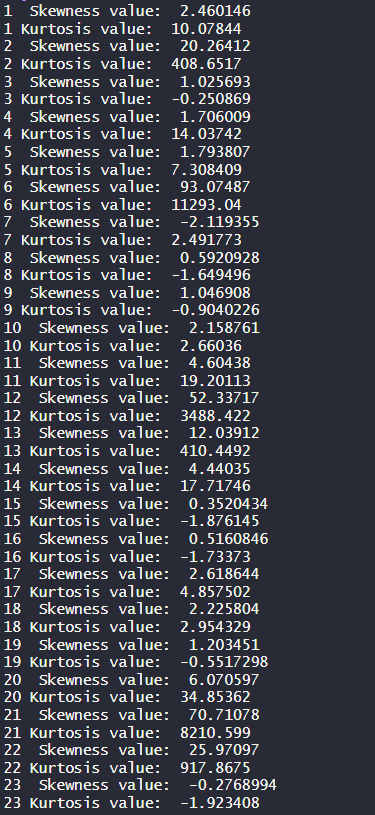 1  Skewness value:  2.460146
1 Kurtosis value:  10.07844
2  Skewness value:  20.26412
2 Kurtosis value:  408.6517
3  Skewness value:  1.025693
3 Kurtosis value:  -0.250869
4  Skewness value:  1.706009
4 Kurtosis value:  14.03742
5  Skewness value:  1.793807
5 Kurtosis value:  7.308409
6  Skewness value:  93.07487
6 Kurtosis value:  11293.04
7  Skewness value:  -2.119355
7 Kurtosis value:  2.491773
8  Skewness value:  0.5920928
8 Kurtosis value:  -1.649496
9  Skewness value:  1.046908
9 Kurtosis value:  -0.9040226
10  Skewness value:  2.158761
10 Kurtosis value:  2.66036
11  Skewness value:  4.60438
11 Kurtosis value:  19.20113
12  Skewness value:  52.33717
12 Kurtosis value:  3488.422
13  Skewness value:  12.03912
13 Kurtosis value:  410.4492
14  Skewness value:  4.44035
14 Kurtosis value:  17.71746
15  Skewness value:  0.3520434
15 Kurtosis value:  -1.876145
16  Skewness value:  0.5160846
16 Kurtosis value:  -1.73373
17  Skewness value:  2.618644
17 Kurtosis value:  4.857502
18  Skewness value:  2.225804
18 Kurtosis value:  2.954329
19  Skewness value:  1.203451
19 Kurtosis value:  -0.5517298
20  Skewness value:  6.070597
20 Kurtosis value:  34.85362
21  Skewness value:  70.71078
21 Kurtosis value:  8210.599
22  Skewness value:  25.97097
22 Kurtosis value:  917.8675
23  Skewness value:  -0.2768994
23 Kurtosis value:  -1.923408